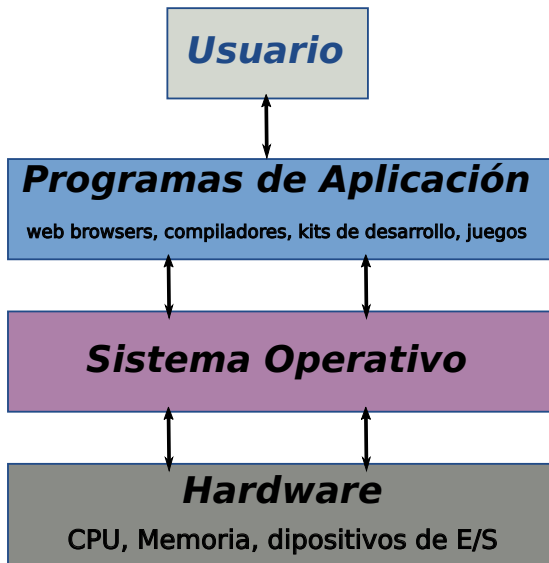 Usuario
Programas de Aplicación
web browsers, compiladores, kits de desarrollo, juegos
Sistema Operativo
Hardware
CPU, Memoria, dipositivos de E/S